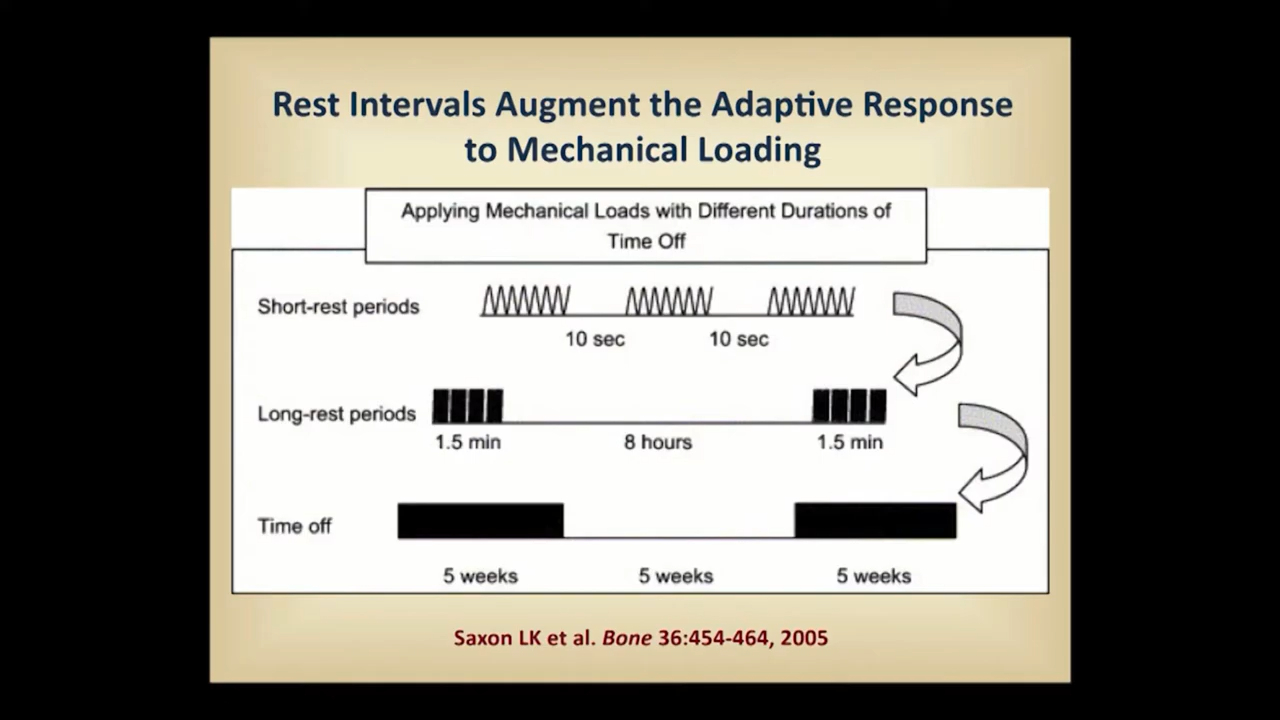 Rest Intervals Augment the Adaptive Response
to Mechanical Loading
Applying Mechanical Loads with Different Durations of
Time Off
Short-rest periods
10 sec 10 sec
Long-rest periods
1.5 min 8 hours 1.5 min
Time off
5 weeks 5 weeks 5 weeks
Saxon LK et al. Bone 36:454-464, 2005